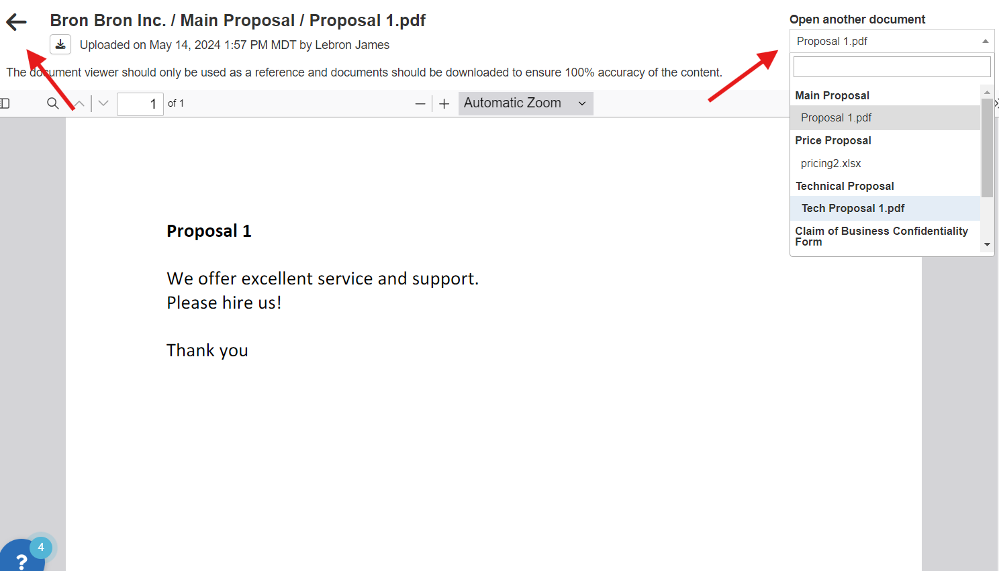 Bron Bron Inc. / Main Proposal / Proposal 1.pdf
Uploaded on May 14, 2024 1:57 PM MDT by Lebron James
The document viewer should only be used as a reference and documents should be downloaded to ensure 100% accuracy of the content.
Open another document
Proposal 1.pdf
Main Proposal
Proposal 1.pdf
Price Proposal
pricing2.xlsx
Technical Proposal
Tech Proposal 1.pdf
Claim of Business Confidentiality
Form
1 of 1
Automatic Zoom
Proposal 1
We offer excellent service and support.
Please hire us!
Thank you
4
?